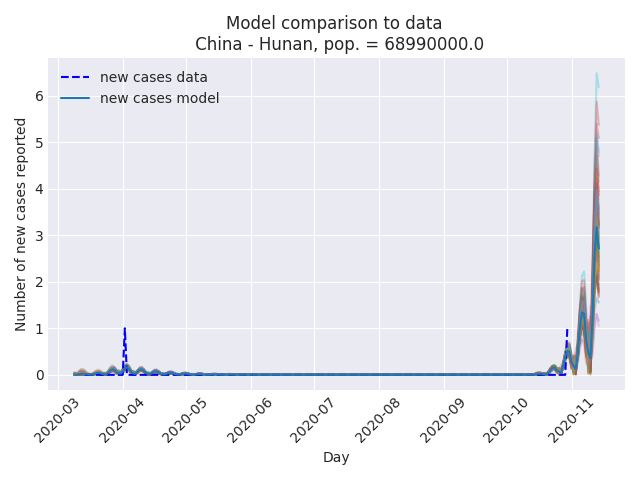 Model comparison to data
China - Hunan, pop. = 68990000.0
new cases data
new cases model
Number of new cases reported
6
5
4
3
2
1
0
2020-03
2020-04
2020-05
2020-06
2020-07
2020-08
2020-09
2020-10
2020-11
Day